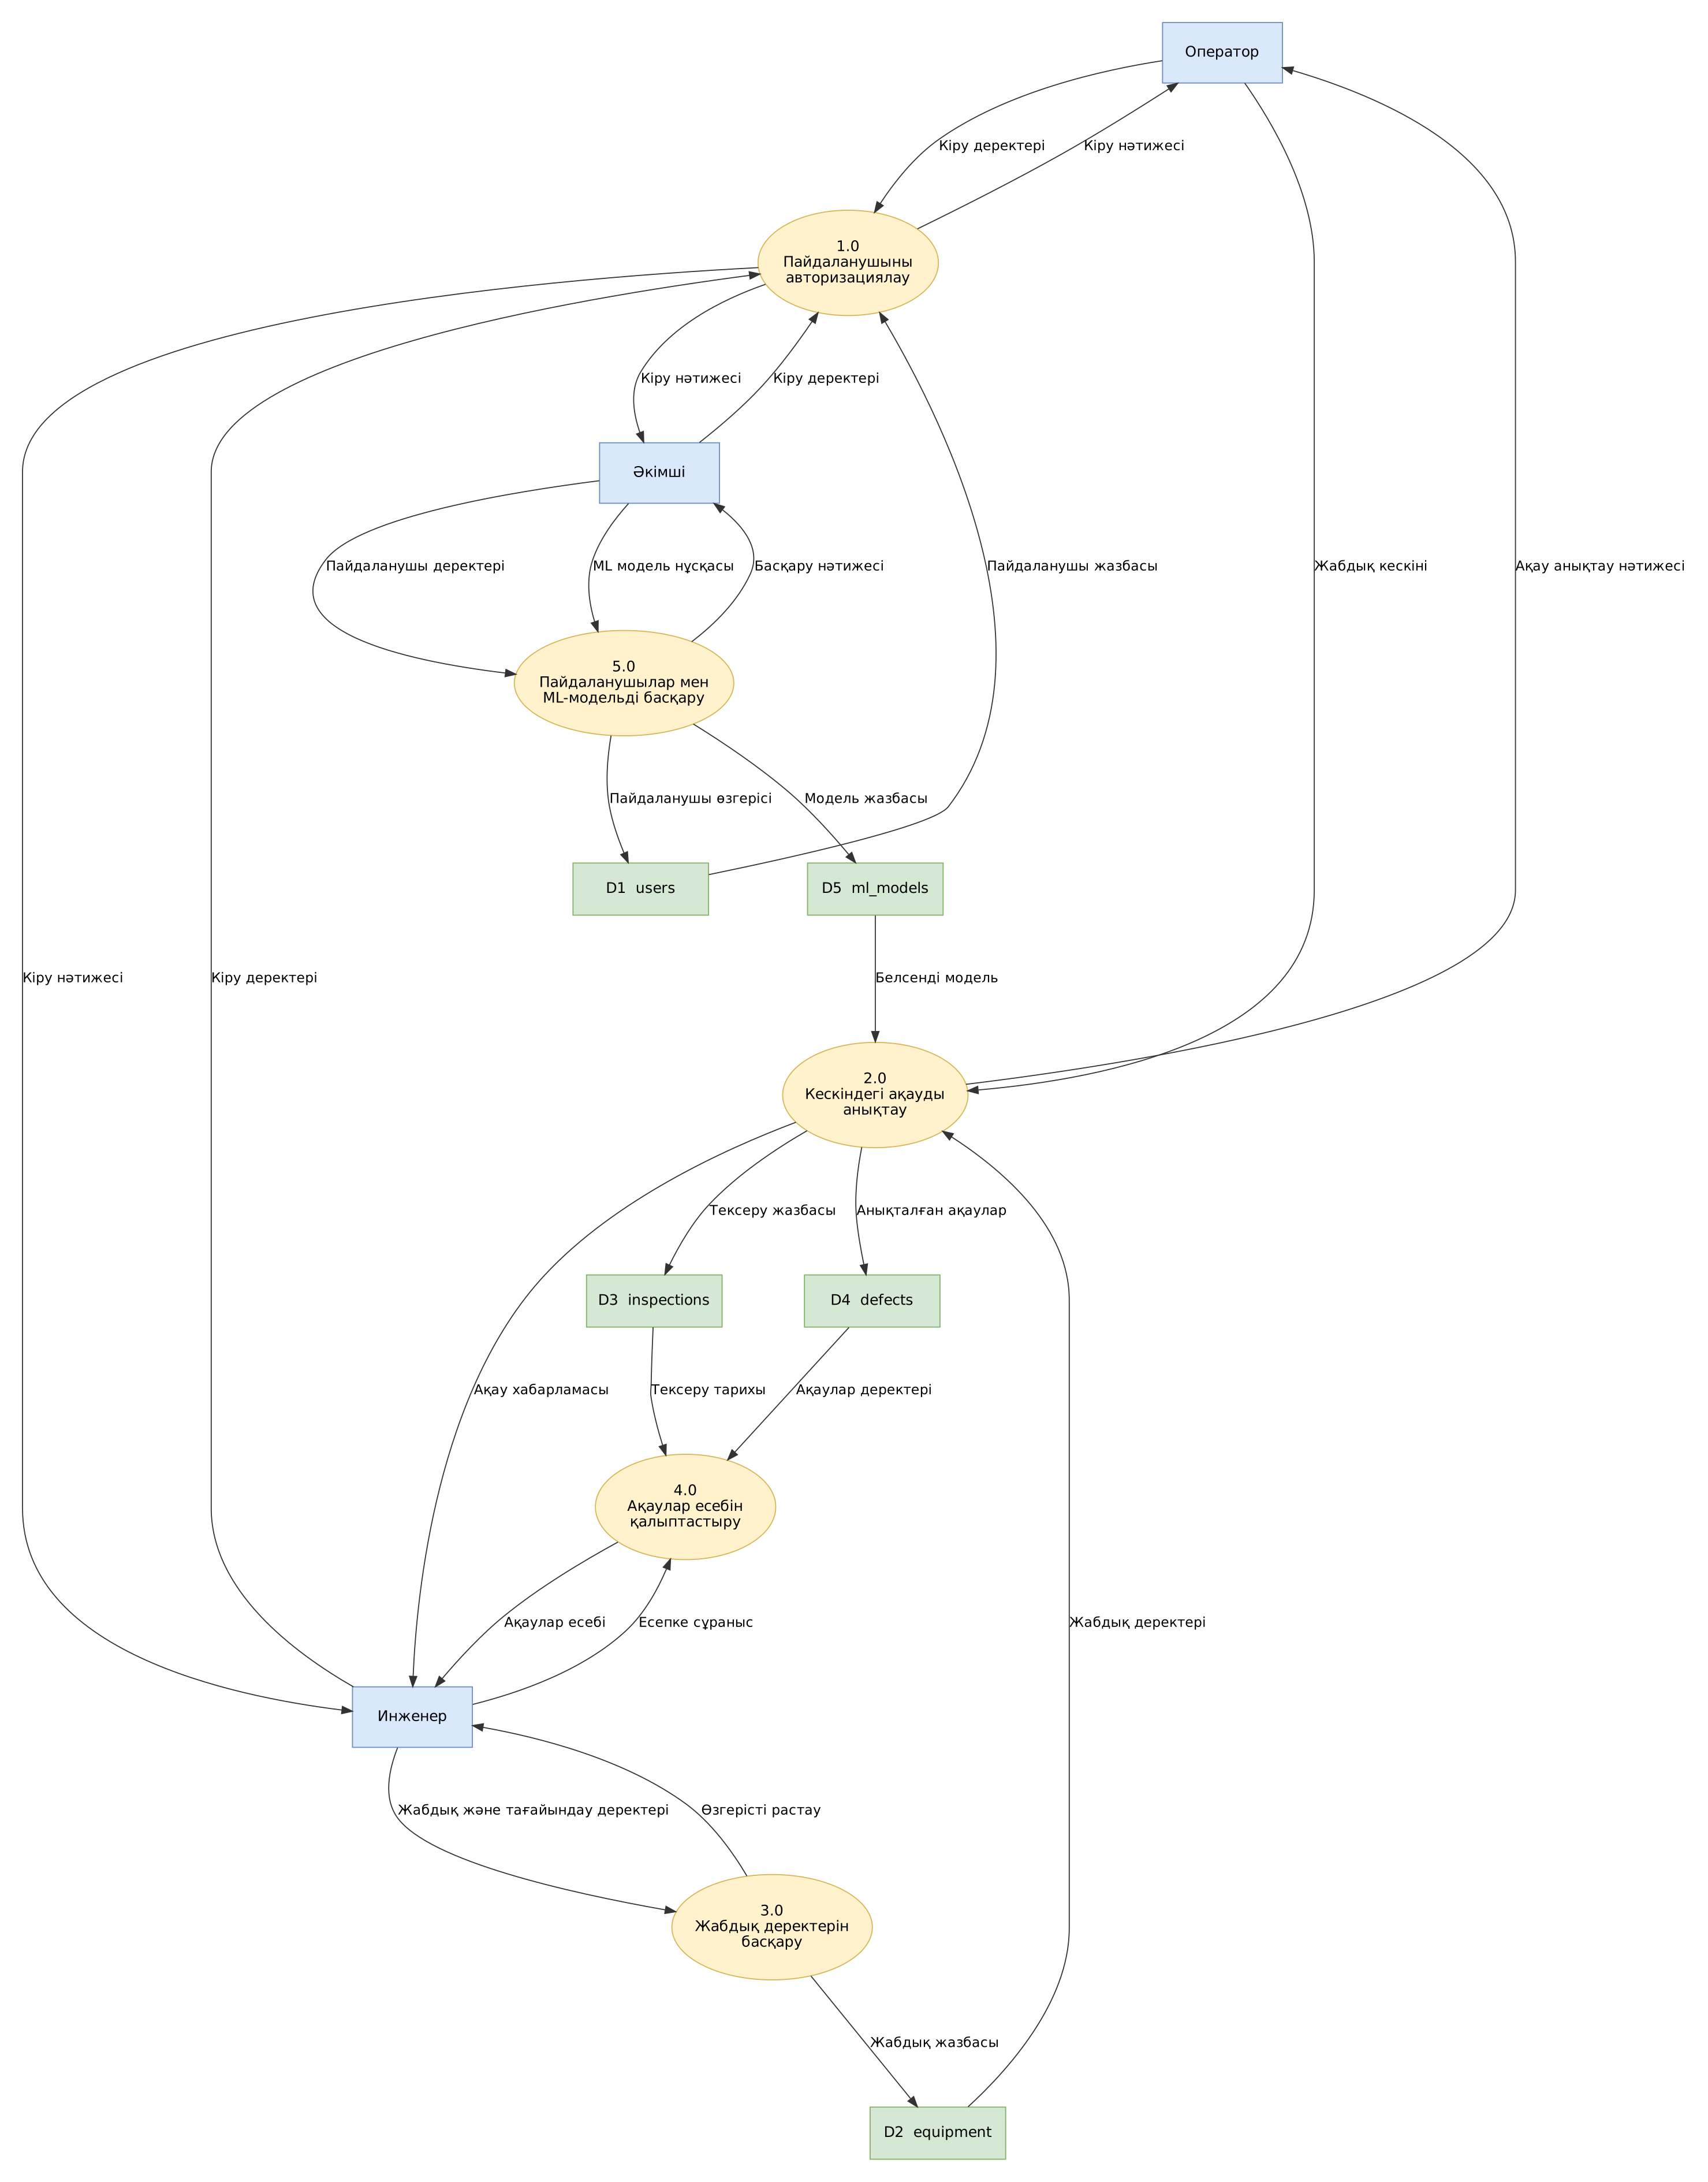 Оператор
Кіру деректері
Кіру нәтижесі
1.0
Пайдаланушыны
авторизациялау
Кіру нәтижесі
Кіру деректері
Әкімші
Пайдаланушы деректері
ML модель нұсқасы
Басқару нәтижесі
Пайдаланушы жазбасы
Жабдық кескіні
Ақау анықтау нәтижесі
5.0
Пайдаланушылар мен
ML-модельді басқару
Пайдаланушы өзгерісі
Модель жазбасы
D1 users
D5 ml_models
Кіру нәтижесі
Кіру деректері
Белсенді модель
2.0
Кескіндегі ақауды
анықтау
Тексеру жазбасы
Анықталған ақаулар
D3 inspections
D4 defects
Ақау хабарламасы
Тексеру тарихы
Ақаулар деректері
4.0
Ақаулар есебін
қалыптастыру
Ақаулар есебі
Есепке сұраныс
Жабдық деректері
Инженер
Жабдық және тағайындау деректері
Өзгерісті растау
3.0
Жабдық деректерін
басқару
Жабдық жазбасы
D2 equipment